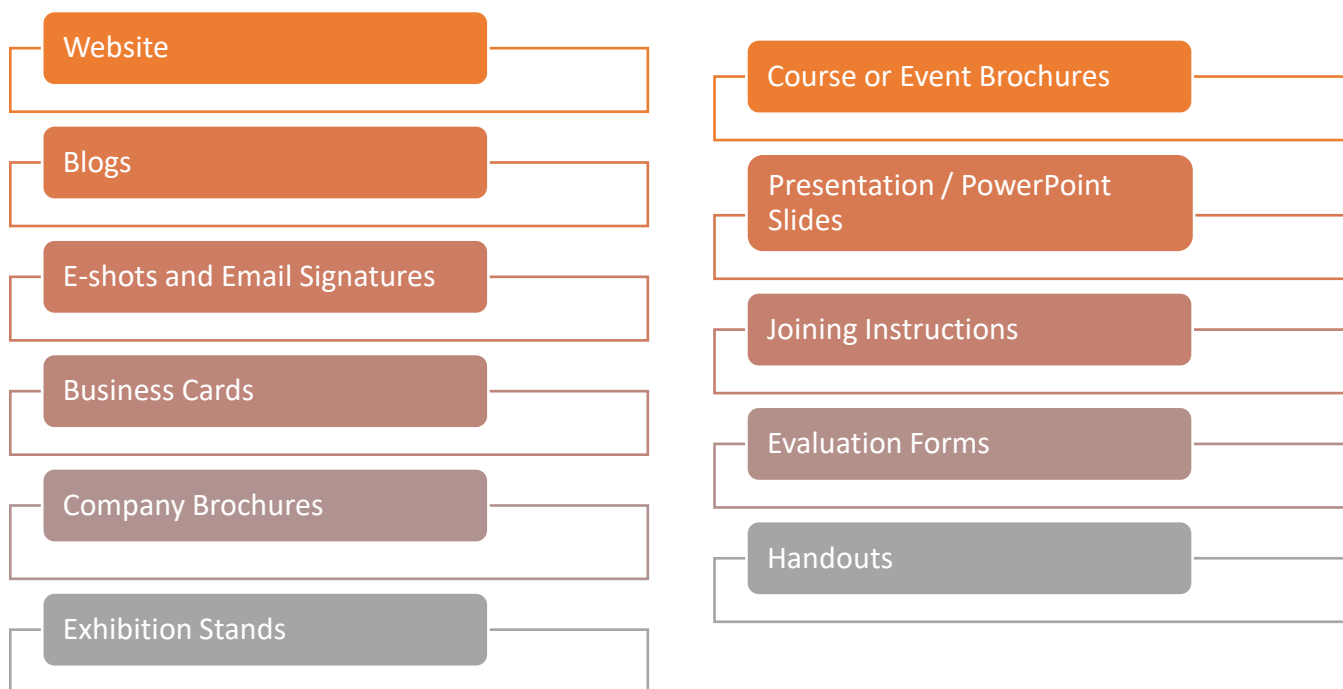 Website
Blogs
E-shots and Email Signatures
Business Cards
Company Brochures
Exhibition Stands
Course or Event Brochures
Presentation / PowerPoint
Slides
Joining Instructions
Evaluation Forms
Handouts